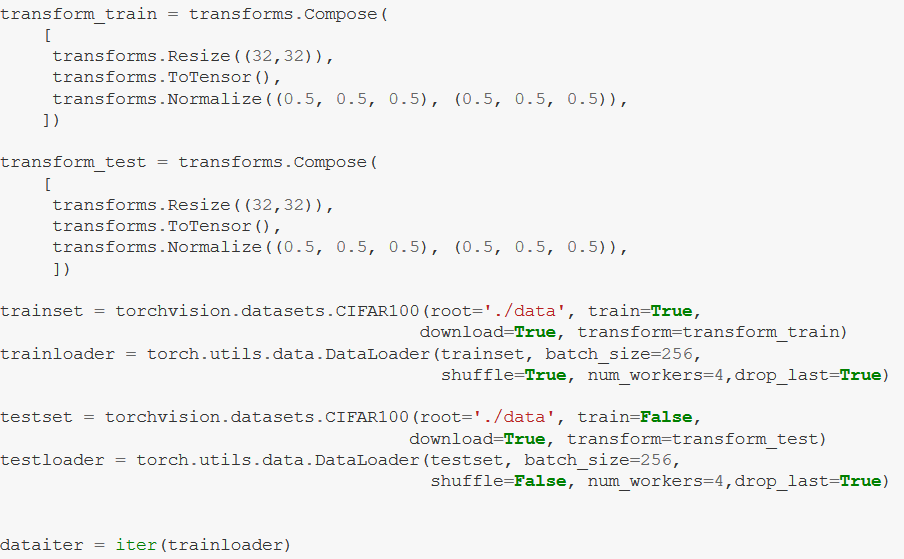 transform_train = transforms.Compose(
    [
     transforms.Resize((32,32)),
     transforms.ToTensor(),
     transforms.Normalize((0.5, 0.5, 0.5), (0.5, 0.5, 0.5)),
    ])
transform_test = transforms.Compose(
    [
     transforms.Resize((32,32)),
     transforms.ToTensor(),
     transforms.Normalize((0.5, 0.5, 0.5), (0.5, 0.5, 0.5)),
     ])
trainset = torchvision.datasets.CIFAR100(root='./data', train=True,
                                        download=True, transform=transform_train)
trainloader = torch.utils.data.DataLoader(trainset, batch_size=256,
                                          shuffle=True, num_workers=4,drop_last=True)
testset = torchvision.datasets.CIFAR100(root='./data', train=False,
                                       download=True, transform=transform_test)
testloader = torch.utils.data.DataLoader(testset, batch_size=256,
                                         shuffle=False, num_workers=4,drop_last=True)
dataiter = iter(trainloader)